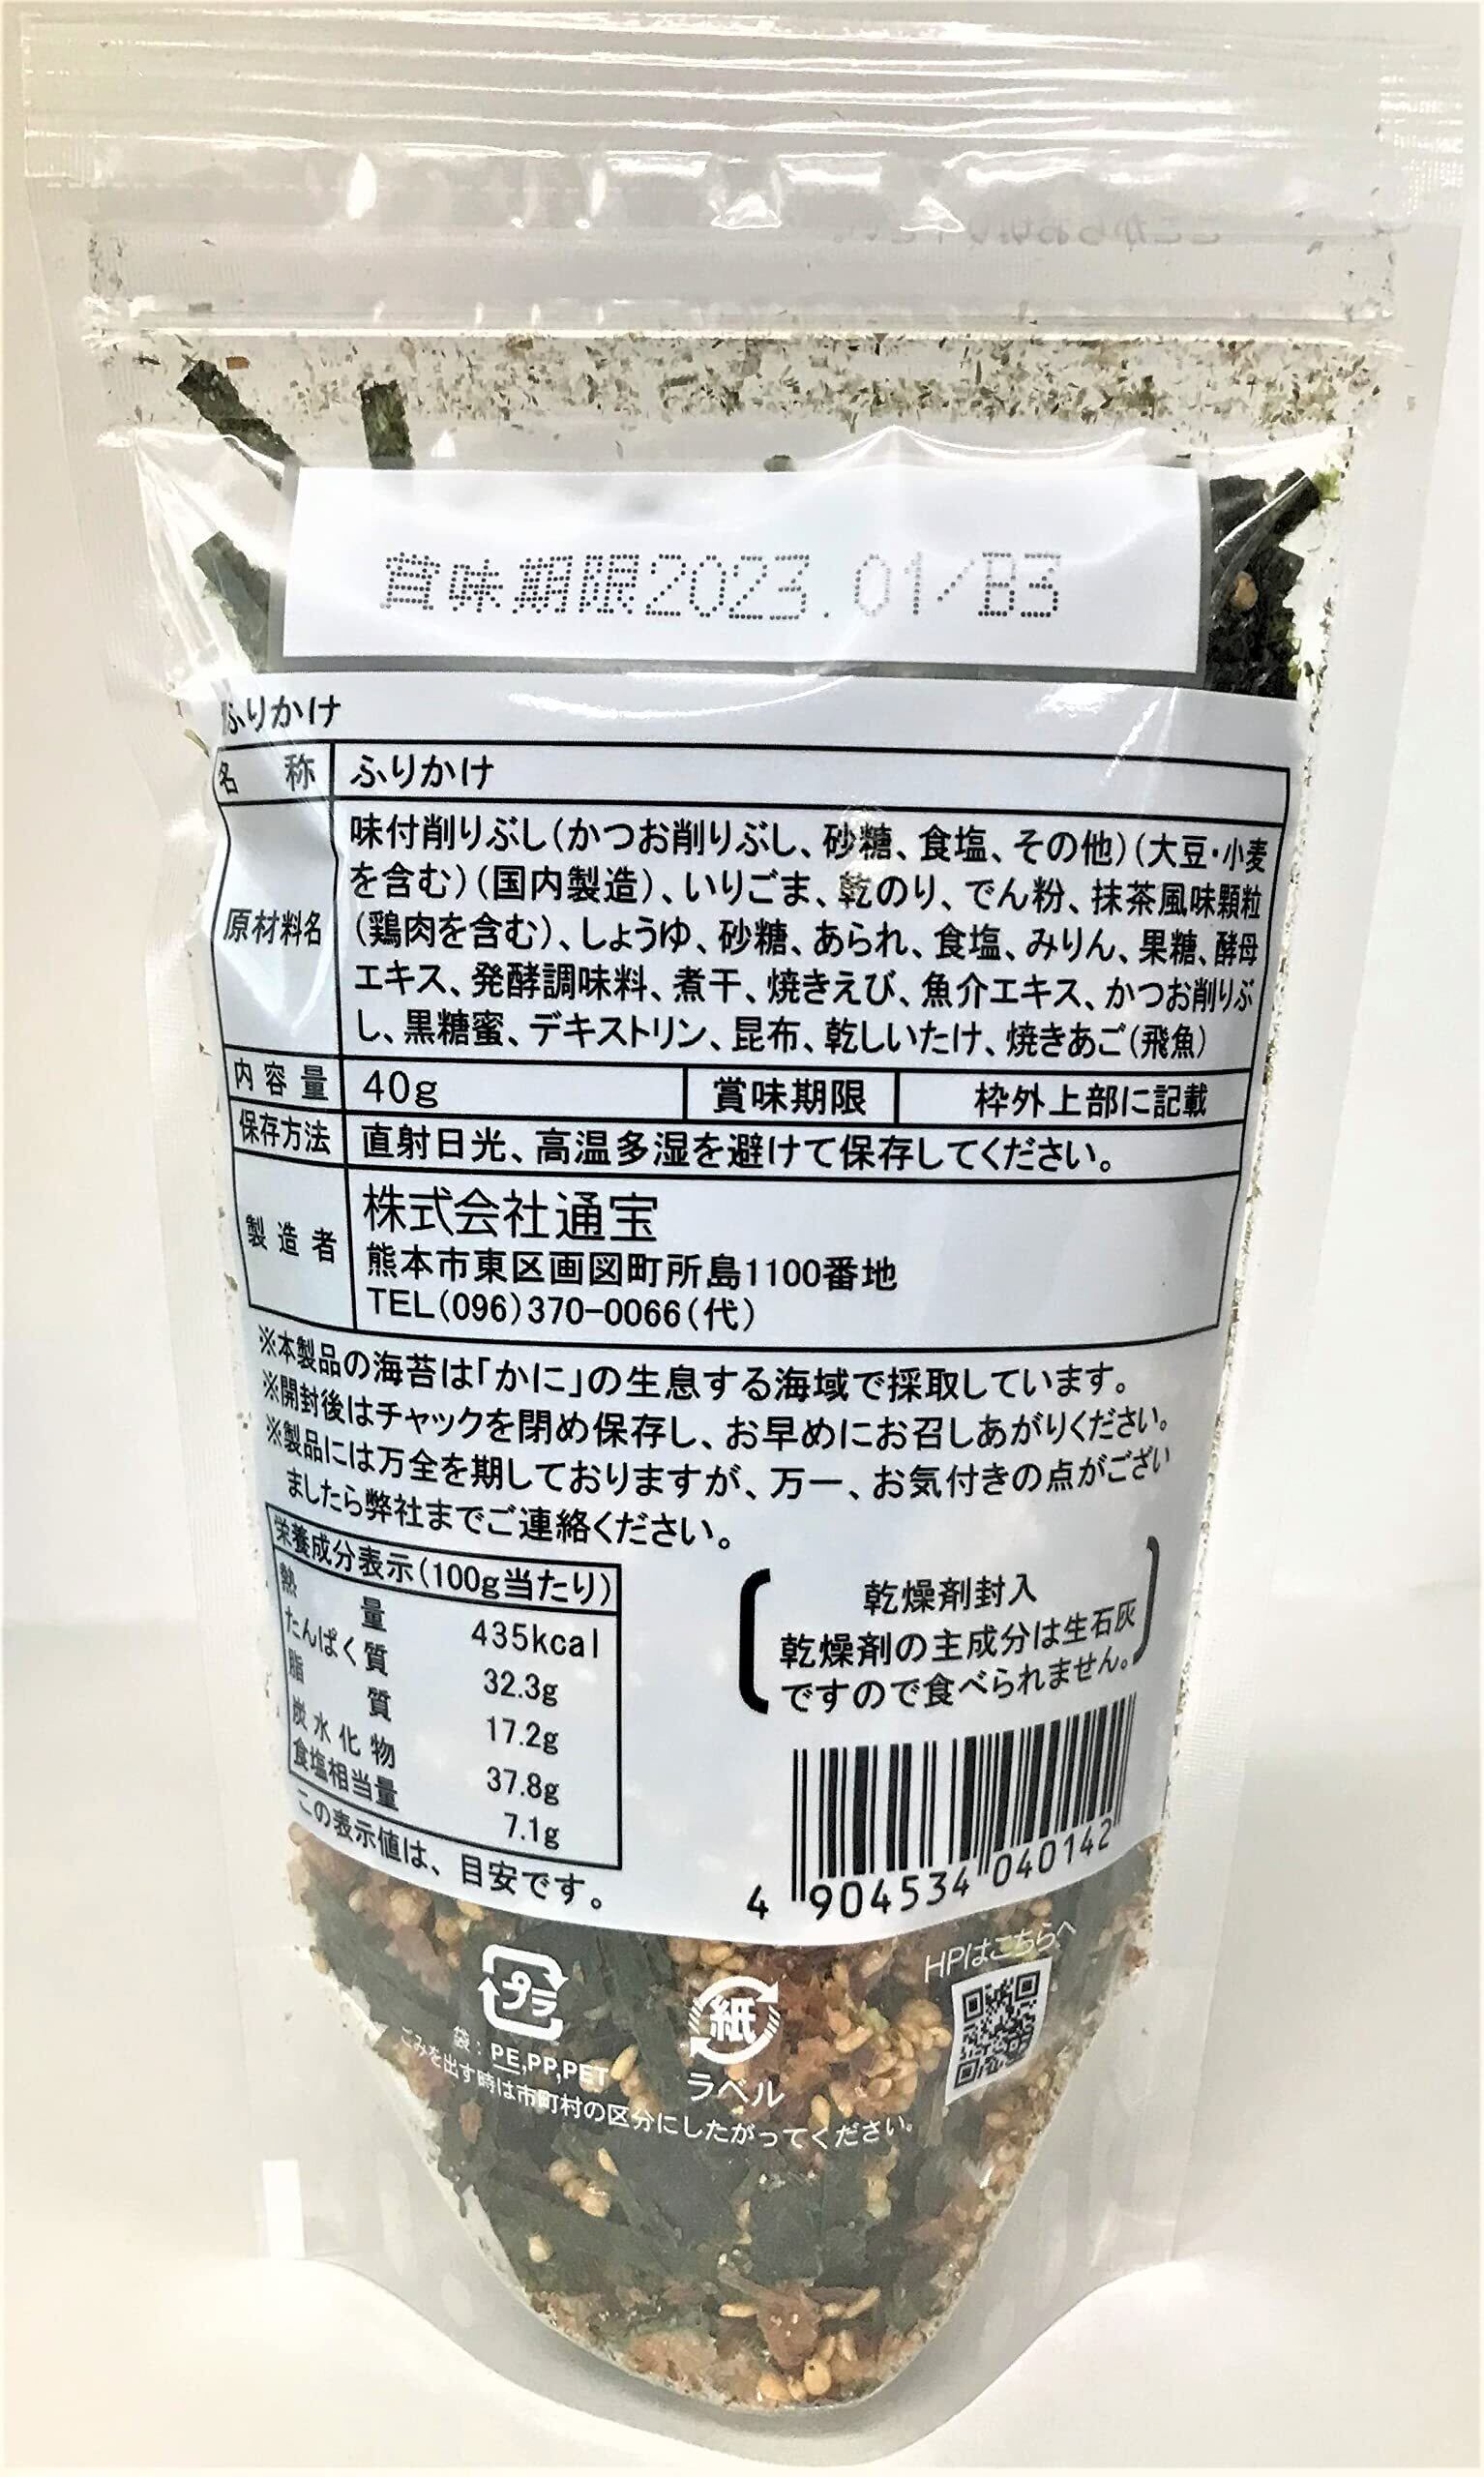 賞味期限2023.01/B3
ふりかけ
名 称 ふりかけ
原材料名
味付削りぶし(かつお削りぶし、砂糖、食塩、その他)(大豆・小麦
を含む)(国内製造)、いりごま、乾のり、でん粉、抹茶風味顆粒
(鶏肉を含む)、しょうゆ、砂糖、あられ、食塩、みりん、果糖、酵母
エキス、発酵調味料、煮干、焼きえび、魚介エキス、かつお削りぶ
し、黒糖蜜、デキストリン、昆布、乾しいたけ、焼きあご(飛魚)
内容量 40g 賞味期限 枠外上部に記載
保存方法 直射日光、高温多湿を避けて保存してください。
製造者
株式会社通宝
熊本市東区画図町所島1100番地
TEL(096)370-0066(代)
※本製品の海苔は「かに」の生息する海域で採取しています。
※開封後はチャックを閉め保存し、お早めにお召しあがりください。
※製品には万全を期しておりますが、万一、お気付きの点がござい
ましたら弊社までご連絡ください。
栄養成分表示(100g当たり)
熱量 435kcal
たんぱく質 32.3g
脂質 17.2g
炭水化物 37.8g
食塩相当量 7.1g
この表示値は、目安です。
乾燥剤封入
乾燥剤の主成分は生石灰
ですので食べられません。
4 904534 040142
HPはこちらへ
プラ
袋:PE,PP,PET
紙
ラベル
ごみを出す時は市町村の区分にしたがってください。